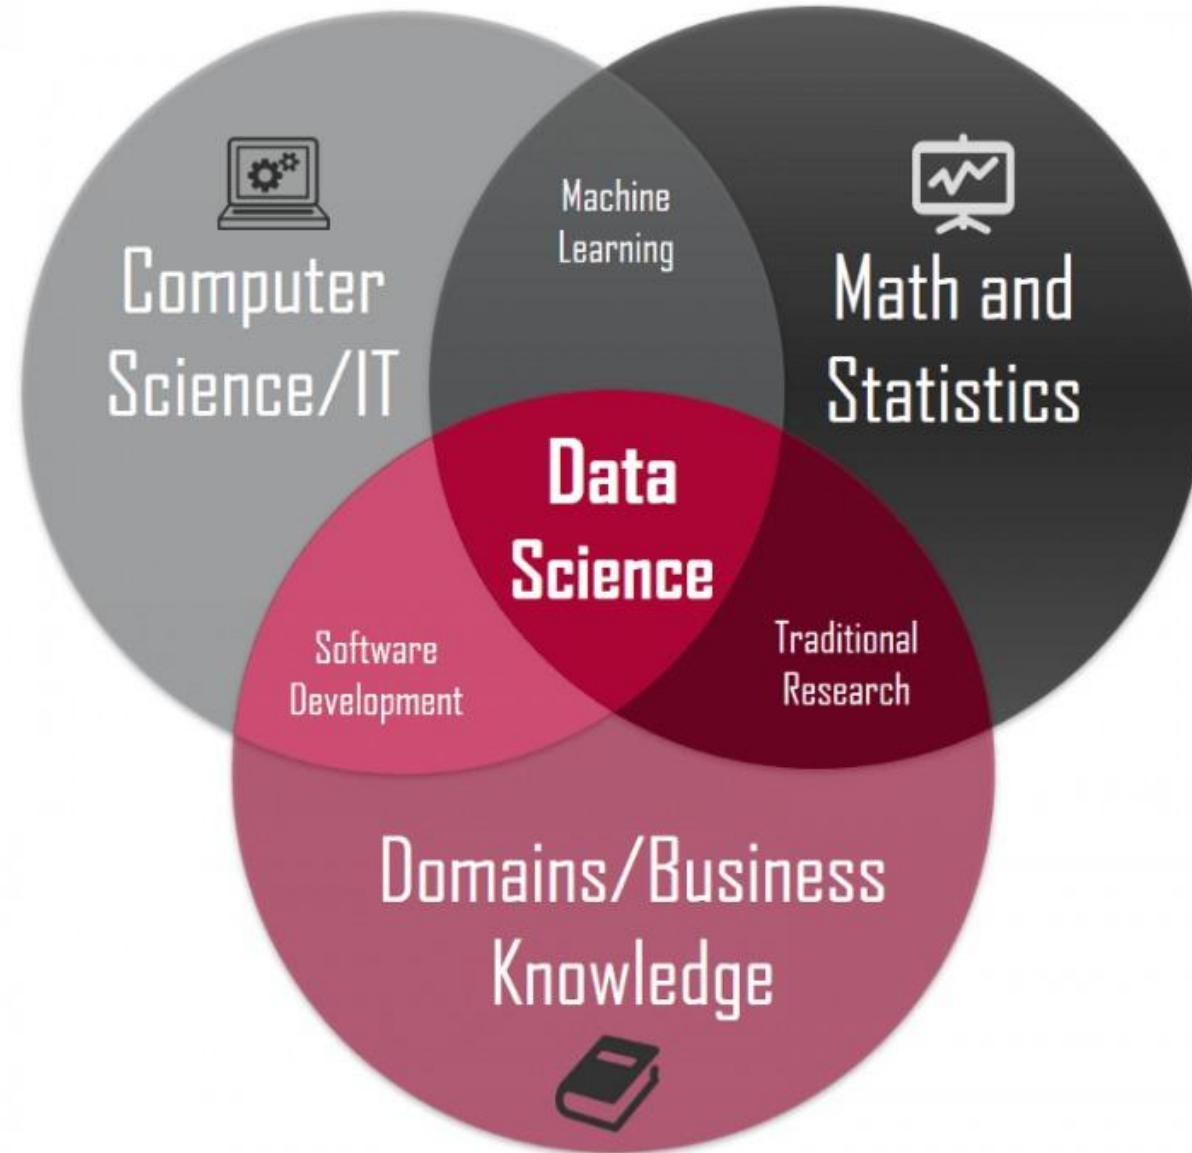 Machine
Learning
Computer
Science/IT
Math and
Statistics
Data
Science
Software
Development
Traditional
Research
Domains/Business
Knowledge